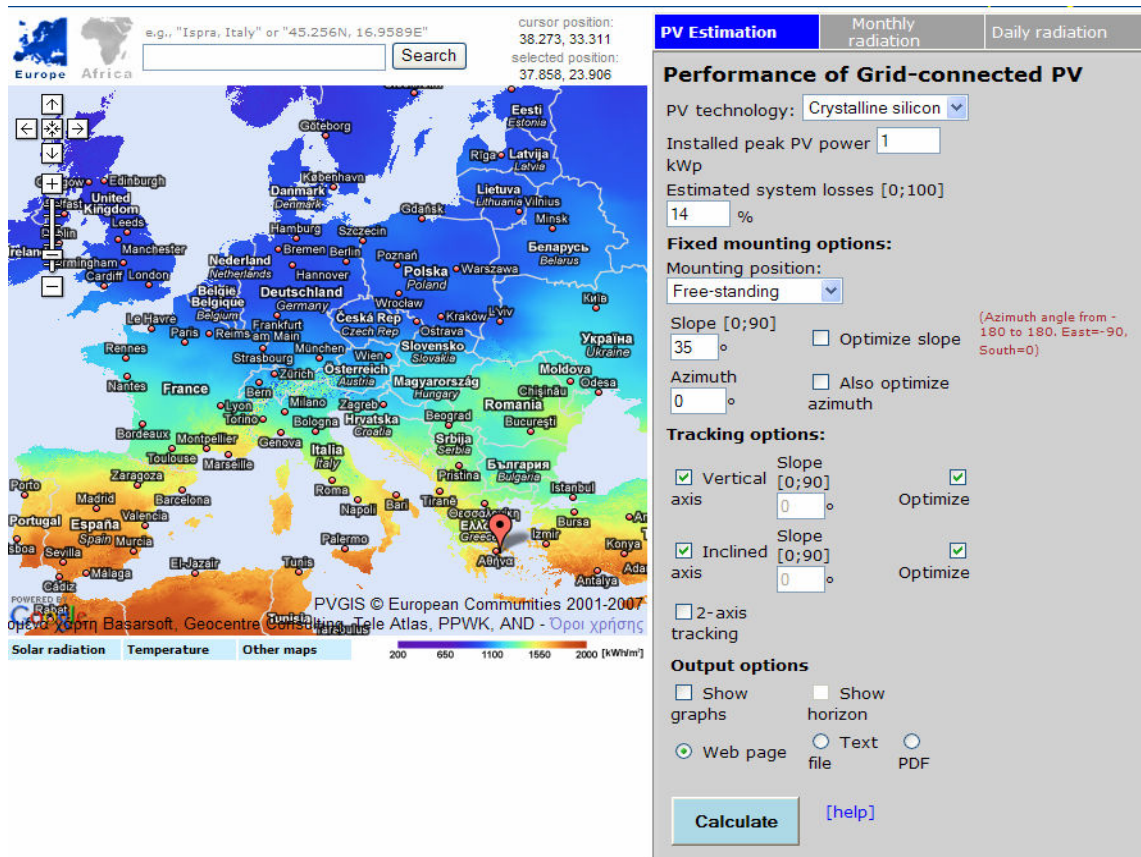 e.g., "Ispra, Italy" or "45.256N, 16.9589E"
Search
Europe Africa
cursor position:
38.273, 33.311
selected position:
37.858, 23.906
PV Estimation
Monthly
radiation
Daily radiation
Performance of Grid-connected PV
PV technology: Crystalline silicon
Installed peak PV power 1
kWp
Estimated system losses [0;100]
14 %
Fixed mounting options:
Mounting position:
Free-standing
Slope [0;90]
35 °
Optimize slope
(Azimuth angle from -
180 to 180. East=-90,
South=0)
Azimuth
0 °
Also optimize
azimuth
Tracking options:
Vertical
axis
Slope
[0;90]
0 °
Optimize
Inclined
axis
Slope
[0;90]
0 °
Optimize
2-axis
tracking
Output options
Show
graphs
Show
horizon
Web page
Text
file
PDF
Calculate
[help]
Göteborg
Eesti
Estonia
Rīga
Latvija
Latvia
Edinburgh
København
Danmark
Denmark
Lietuva
Lithuania
Vilnius
United
Kingdom
Leeds
Gdańsk
Minsk
Hamburg
Szczecin
Manchester
Bremen
Berlin
Poznań
Беларусь
Belarus
Nederland
Netherlands
Hannover
Polska
Poland
Warszawa
Cardiff
London
België
Belgique
Belgium
Deutschland
Germany
Wrocław
Київ
Le Havre
Frankfurt
am Main
Česká Rep
Czech Rep
Kraków
L'viv
Ostrava
Paris
Reims
Україна
Ukraine
Rennes
Strasbourg
München
Wien
Slovensko
Slovakia
Zürich
Österreich
Austria
Moldova
Nantes
France
Bern
Magyarország
Hungary
Chişinău
Odesa
Lyon
Milano
Zagreb
Romania
Torino
Bologna
Hrvatska
Croatia
Beograd
Bucureşti
Bordeaux
Montpellier
Genova
Italia
Italy
Srbija
Serbia
Toulouse
Marseille
България
Bulgaria
Porto
Zaragoza
Pristina
Roma
Istanbul
Madrid
Barcelona
Napoli
Bari
Tiranë
Portugal
España
Spain
Valencia
Greece
Bursa
Murcia
Palermo
Izmir
Konya
Sevilla
El-Jazair
Tunis
Αθήνα
Málaga
Antalya
Cádiz
POWERED BY
Google
Rabat
PVGIS © European Communities 2001-2007
Basarsoft, Geocentre Consulting, Tele Atlas, PPWK, AND - Όροι χρήσης
Solar radiation
Temperature
Other maps
200 650 1100 1550 2000 [kWh/m²]